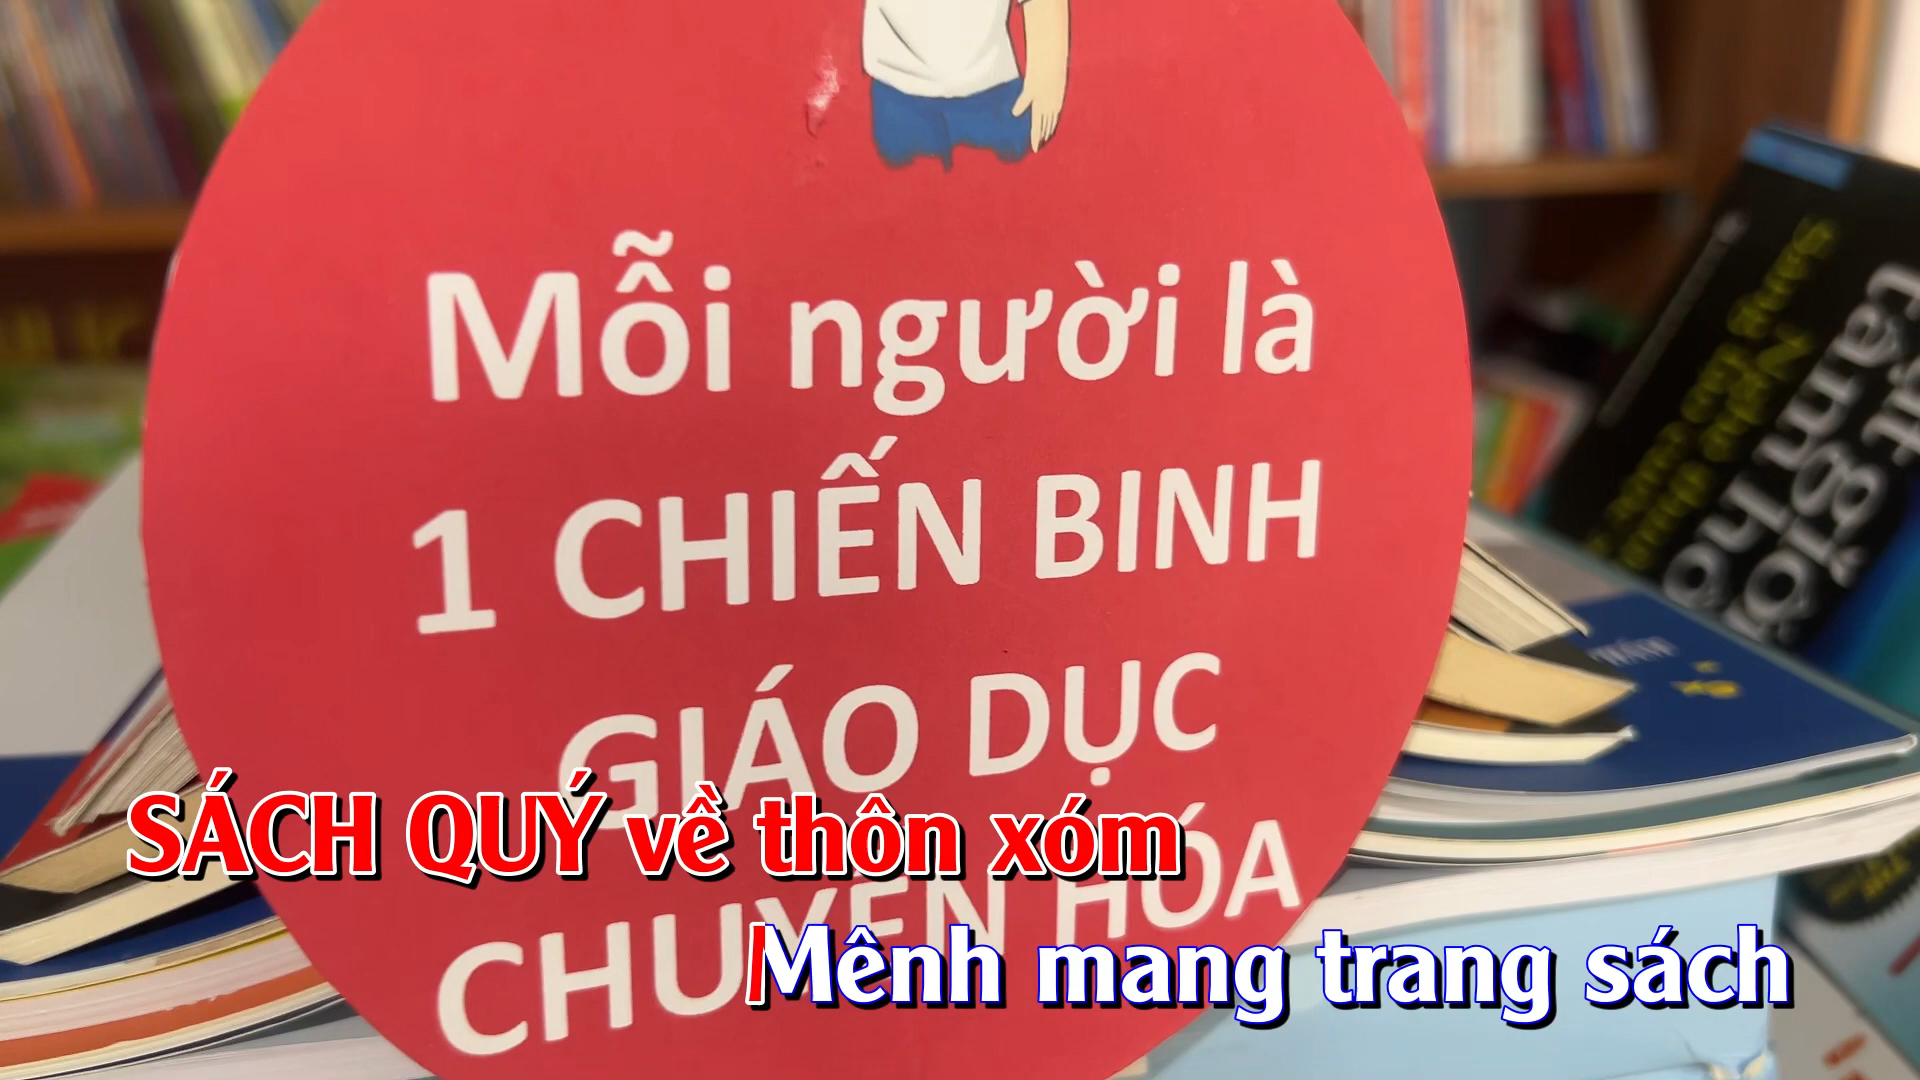 Mỗi người là
1 CHIẾN BINH
GIÁO DỤC
CHUYỂN HÓA
SÁCH QUÝ về thôn xóm
Mênh mang trang sách